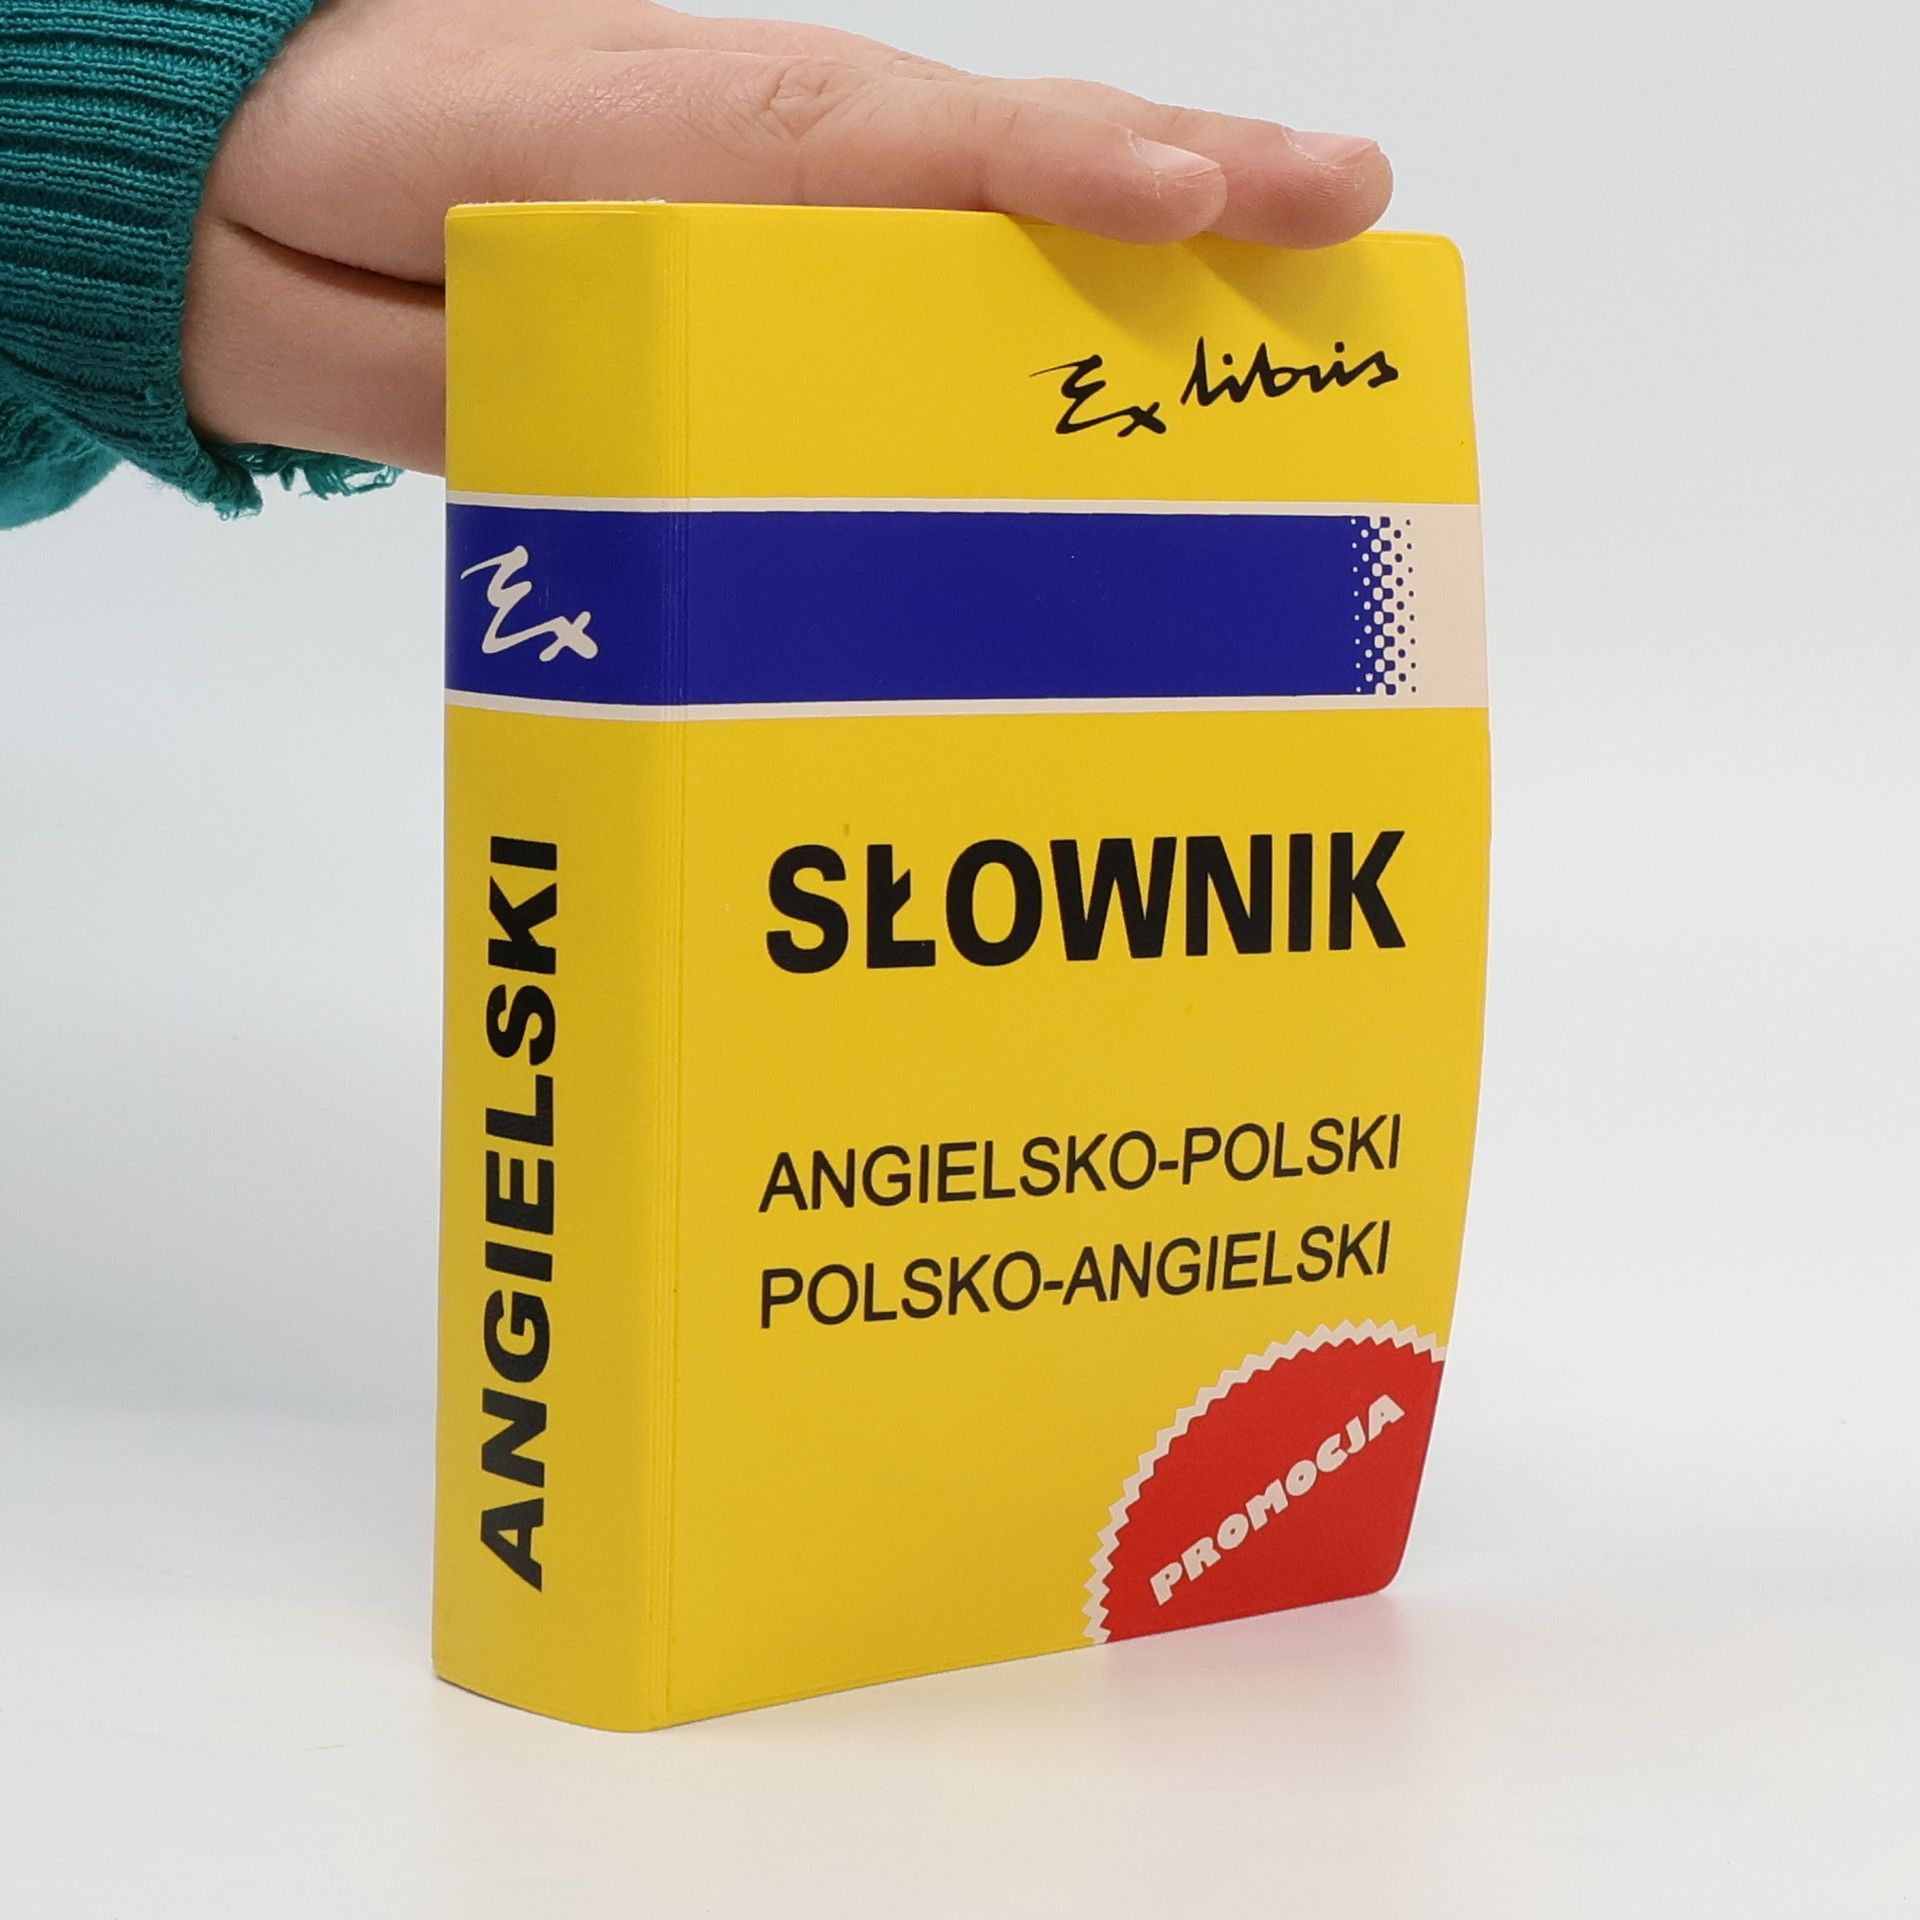 Ex libris
Ex
ANGIELSKI
SŁOWNIK
ANGIELSKO-POLSKI
POLSKO-ANGIELSKI
PROMOCJA